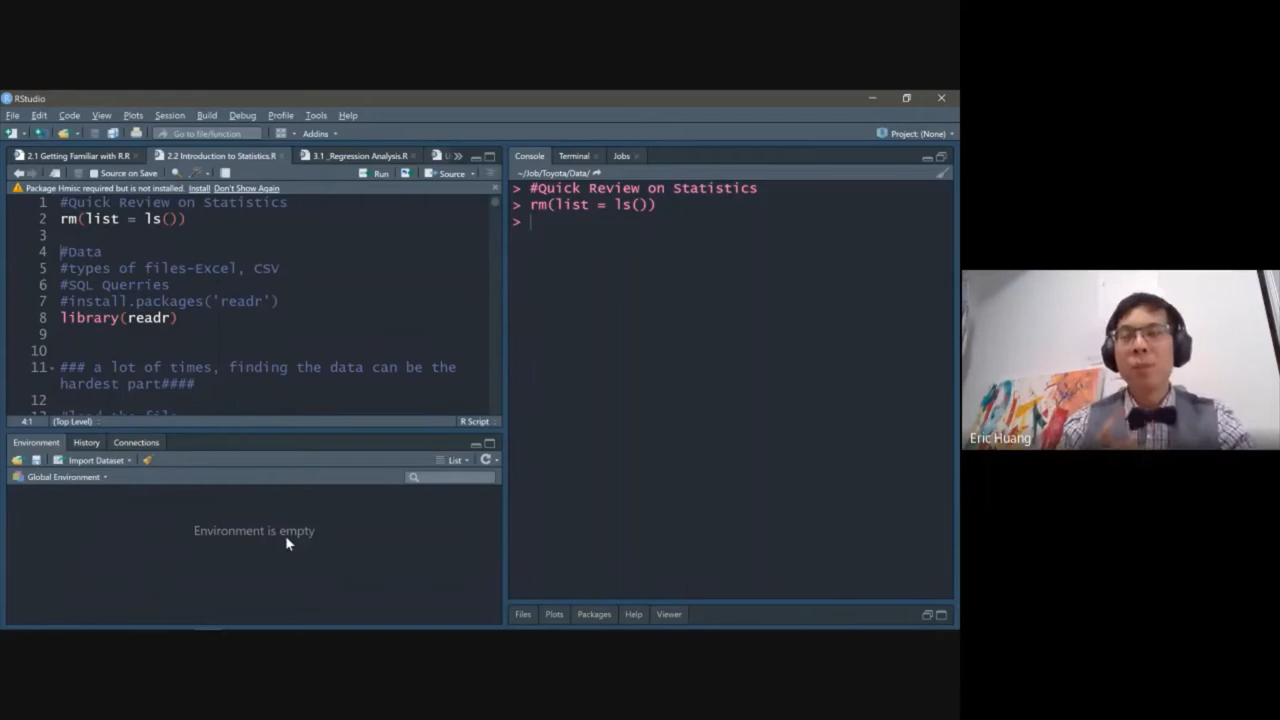 RStudio
File Edit Code View Plots Session Build Debug Profile Tools Help
Go to file/function Addins Project: (None)
2.1 Getting Familiar with R.R 2.2 Introduction to Statistics.R 3.1 _Regression Analysis.R
Source on Save Run Source
Package Hmisc required but is not installed. Install Don't Show Again
1 #Quick Review on Statistics
2 rm(list = ls())
3
4 #Data
5 #types of files-Excel, CSV
6 #SQL Querries
7 #install.packages('readr')
8 library(readr)
9
10
11 ### a lot of times, finding the data can be the
hardest part####
12
4:1 (Top Level) R Script
Environment History Connections
Import Dataset List
Global Environment
Environment is empty
Console Terminal Jobs
~/Job/Toyota/Data/
> #Quick Review on Statistics
> rm(list = ls())
>
Files Plots Packages Help Viewer
Eric Huang